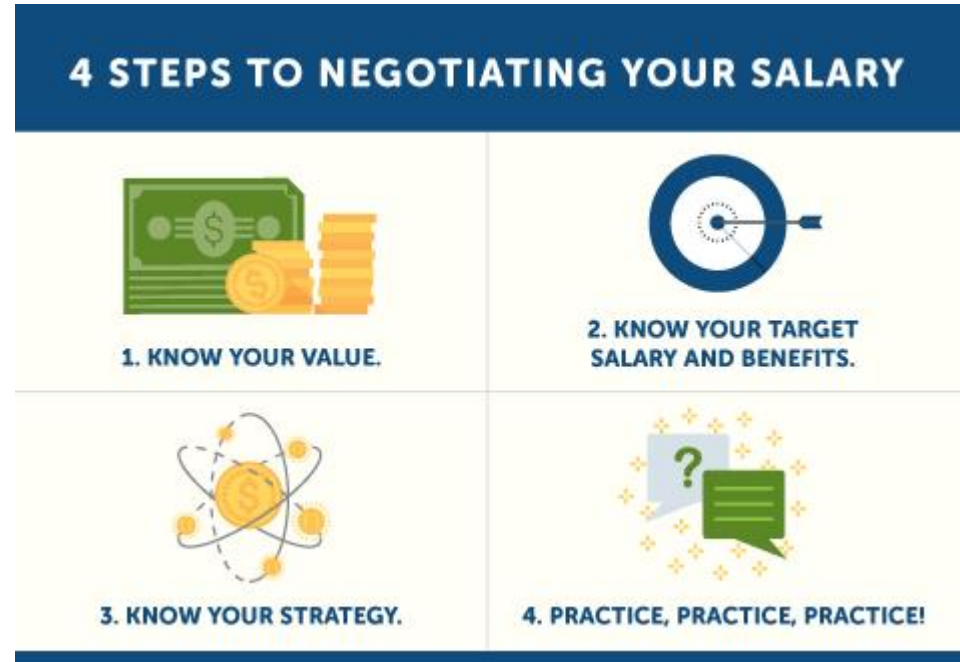 4 STEPS TO NEGOTIATING YOUR SALARY
$
$
1. KNOW YOUR VALUE.
2. KNOW YOUR TARGET
SALARY AND BENEFITS.
$
3. KNOW YOUR STRATEGY.
?
4. PRACTICE, PRACTICE, PRACTICE!